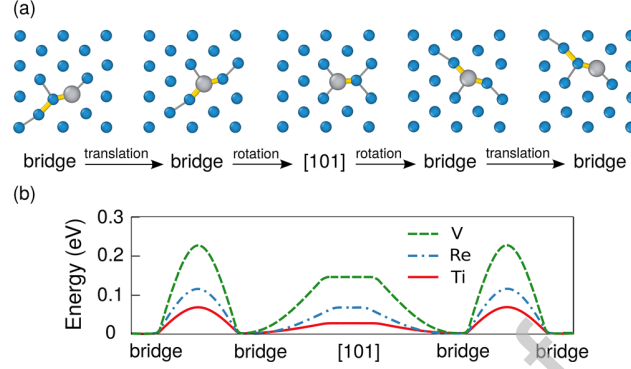 (a)
bridge translation bridge rotation [101] rotation bridge translation bridge
(b)
Energy (eV)
0.3
0.2
0.1
0
V
Re
Ti
bridge bridge [101] bridge bridge
f